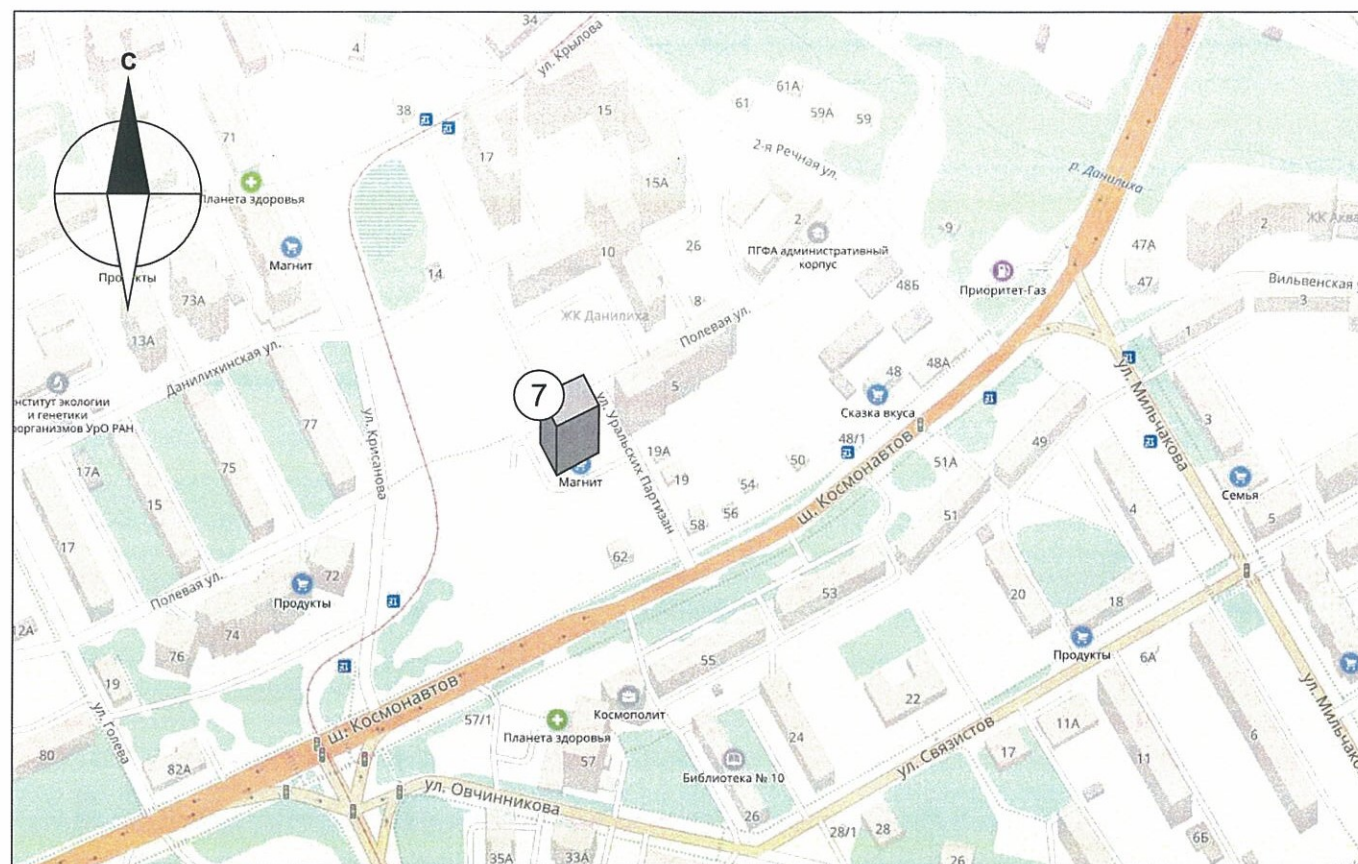 34
4
ул. Крылова
С
38
15
61
61А
59А
59
71
17
2-я Речная ул.
р. Данилиха
15А
Планета здоровья
2
9
2
ЖК Аква
26
ПГФА административный
корпус
47А
Магнит
Продукты
10
14
Приоритет-Газ
47
Вильвенская
3
73А
48Б
8
ЖК Данилиха
Полевая ул.
1
13А
Данилихинская ул.
48А
48
ул. Мильчакова
7
5
нститут экологии
и генетики
организмов УрО РАН
ул. Крисанова
ул. Уральских Партизан
Сказка вкуса
3
77
48/1
49
19А
17А
75
Магнит
19
50
51А
ш. Космонавтов
Семья
15
54
56
58
51
4
5
17
62
Полевая ул.
72
Продукты
53
20
18
12А
74
76
Продукты
6А
55
19
22
ул. Голева
ш. Космонавтов
Космополит
57/1
ул. Мильчакова
80
Планета здоровья
24
ул. Связистов
11А
82А
57
17
11
6
Библиотека № 10
ул. Овчинникова
26
28/1
28
6Б
35А
33А
26